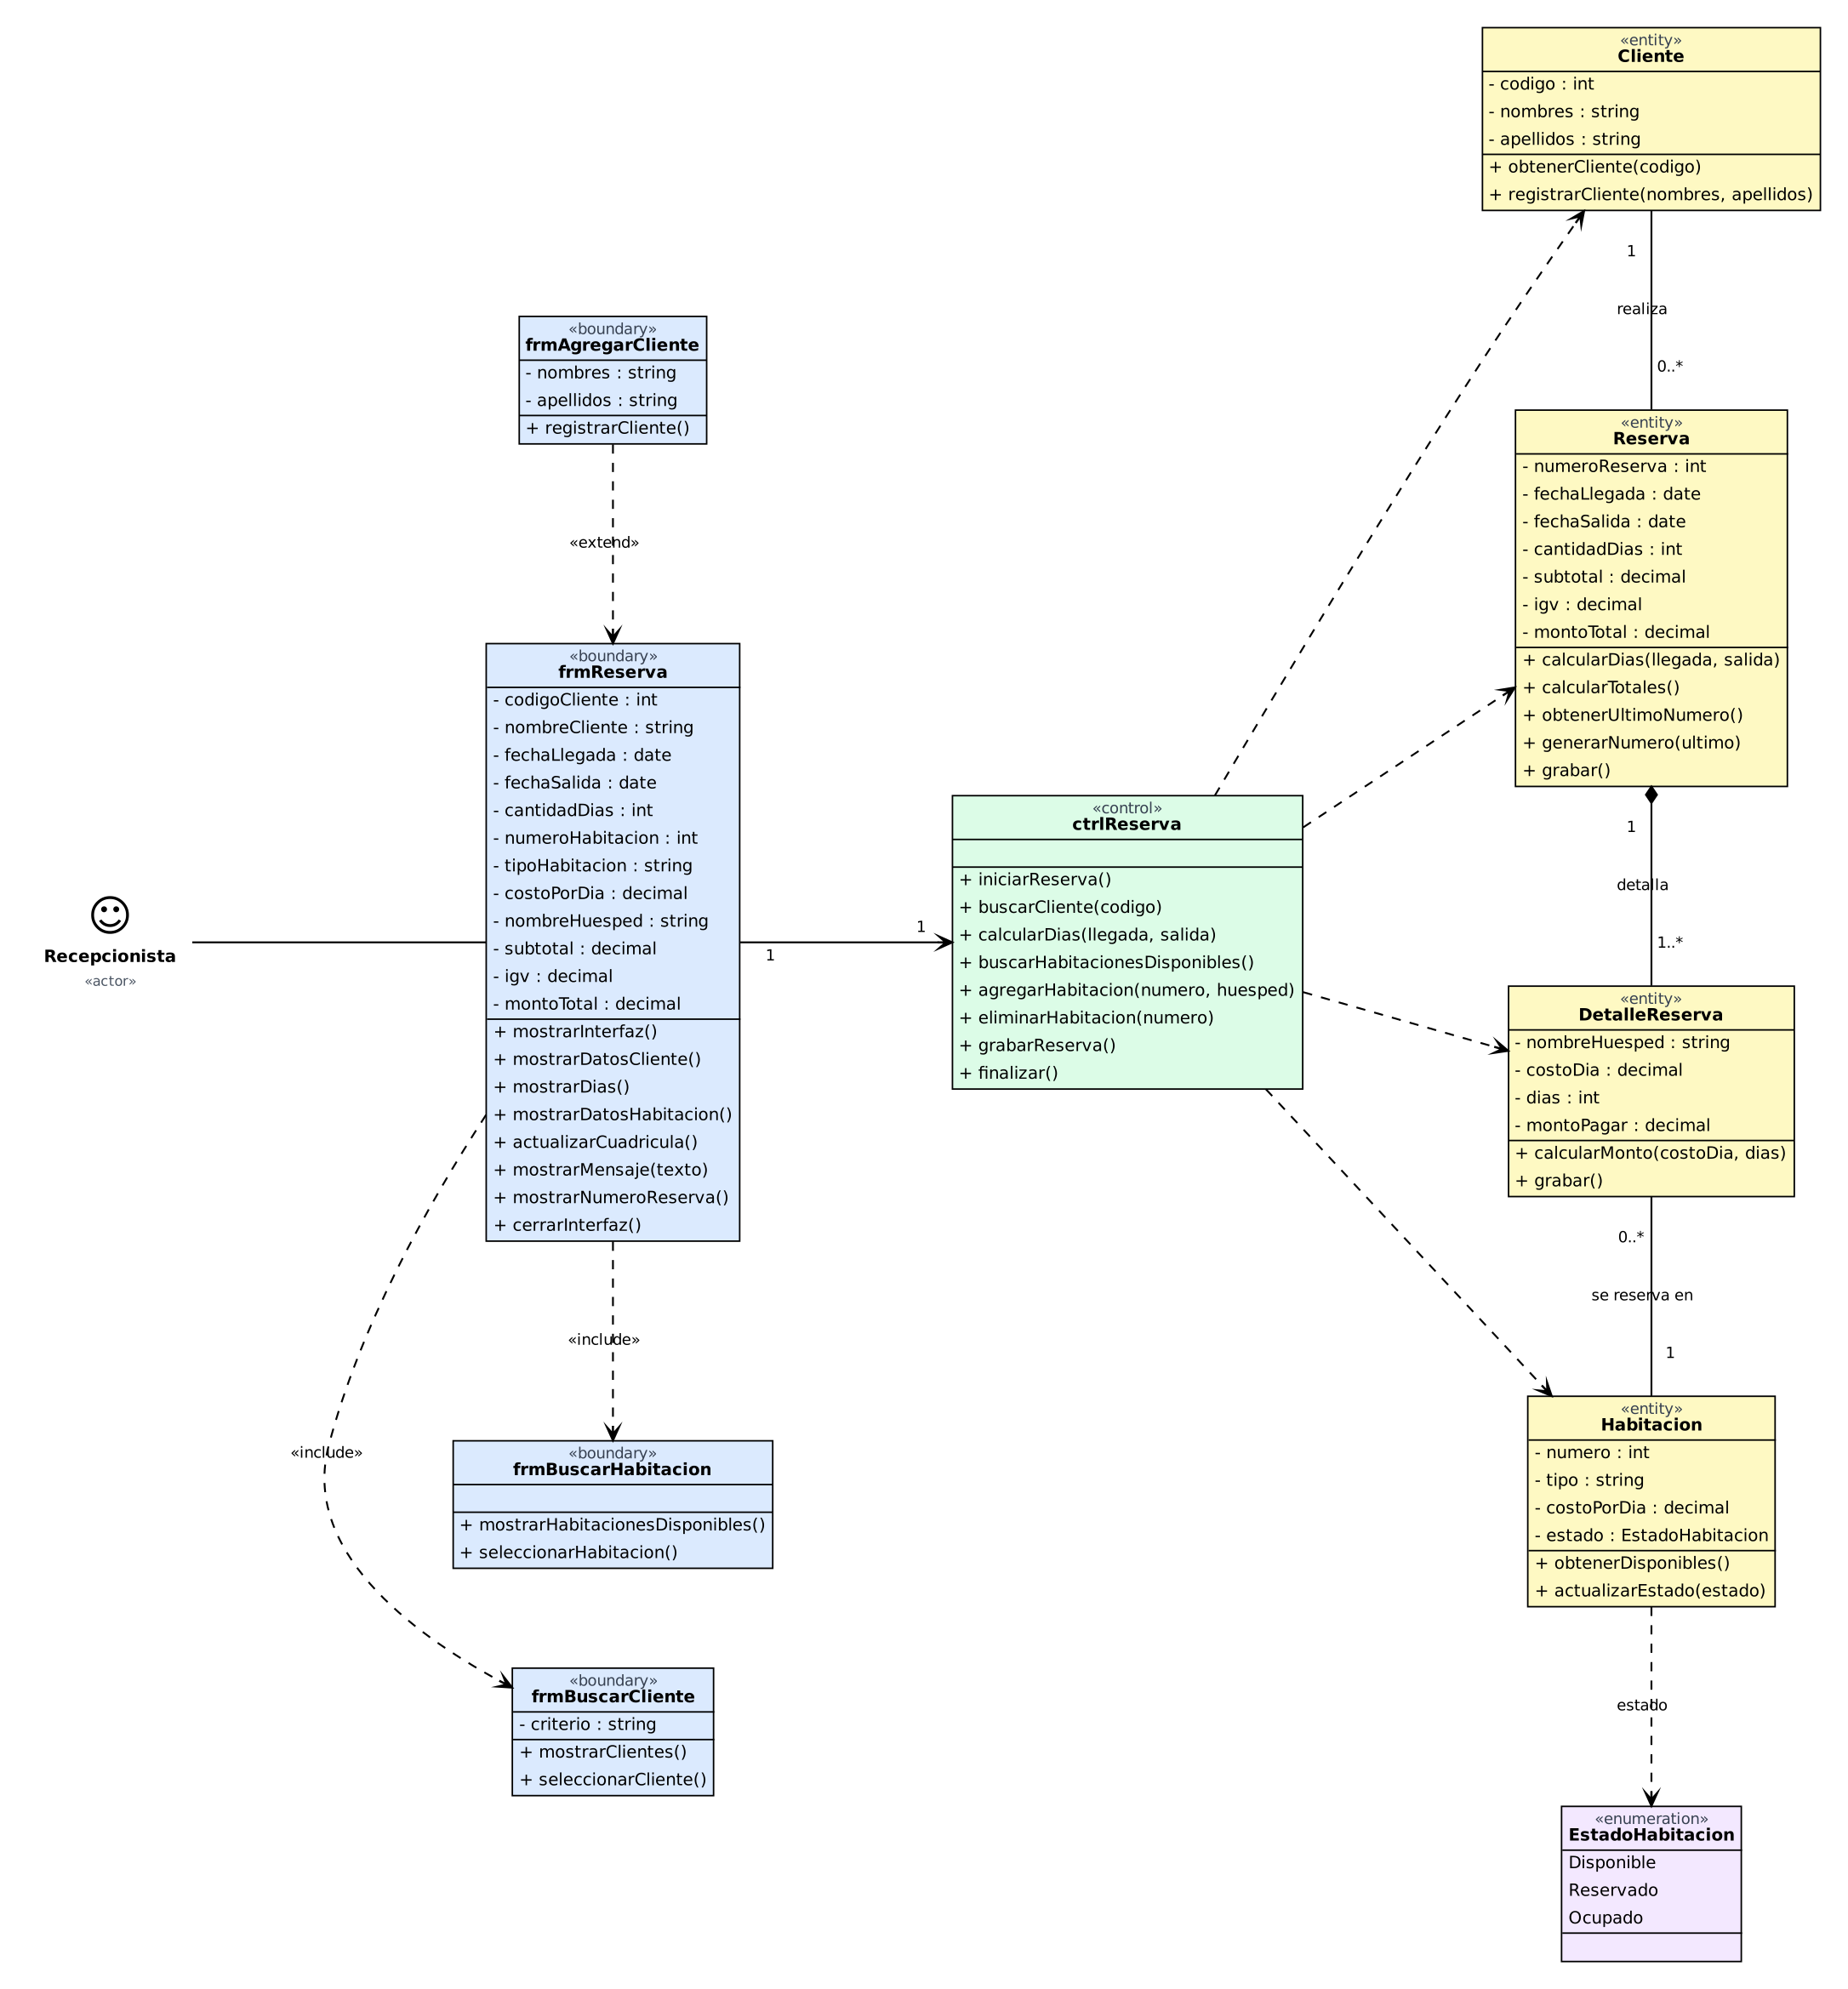 «entity»
Cliente
- codigo : int
- nombres : string
- apellidos : string
+ obtenerCliente(codigo)
+ registrarCliente(nombres, apellidos)
1
realiza
0..*
«boundary»
frmAgregarCliente
- nombres : string
- apellidos : string
+ registrarCliente()
«extend»
«entity»
Reserva
- numeroReserva : int
- fechaLlegada : date
- fechaSalida : date
- cantidadDias : int
- subtotal : decimal
- igv : decimal
- montoTotal : decimal
+ calcularDias(llegada, salida)
+ calcularTotales()
+ obtenerUltimoNumero()
+ generarNumero(ultimo)
+ grabar()
1
detalla
1..*
«boundary»
frmReserva
- codigoCliente : int
- nombreCliente : string
- fechaLlegada : date
- fechaSalida : date
- cantidadDias : int
- numeroHabitacion : int
- tipoHabitacion : string
- costoPorDia : decimal
- nombreHuesped : string
- subtotal : decimal
- igv : decimal
- montoTotal : decimal
+ mostrarInterfaz()
+ mostrarDatosCliente()
+ mostrarDias()
+ mostrarDatosHabitacion()
+ actualizarCuadricula()
+ mostrarMensaje(texto)
+ mostrarNumeroReserva()
+ cerrarInterfaz()
Recepcionista
«actor»
1
1
«control»
ctrlReserva
+ iniciarReserva()
+ buscarCliente(codigo)
+ calcularDias(llegada, salida)
+ buscarHabitacionesDisponibles()
+ agregarHabitacion(numero, huesped)
+ eliminarHabitacion(numero)
+ grabarReserva()
+ finalizar()
«entity»
DetalleReserva
- nombreHuesped : string
- costoDia : decimal
- dias : int
- montoPagar : decimal
+ calcularMonto(costoDia, dias)
+ grabar()
0..*
se reserva en
1
«include»
«include»
«boundary»
frmBuscarHabitacion
+ mostrarHabitacionesDisponibles()
+ seleccionarHabitacion()
«entity»
Habitacion
- numero : int
- tipo : string
- costoPorDia : decimal
- estado : EstadoHabitacion
+ obtenerDisponibles()
+ actualizarEstado(estado)
«boundary»
frmBuscarCliente
- criterio : string
+ mostrarClientes()
+ seleccionarCliente()
estado
«enumeration»
EstadoHabitacion
Disponible
Reservado
Ocupado